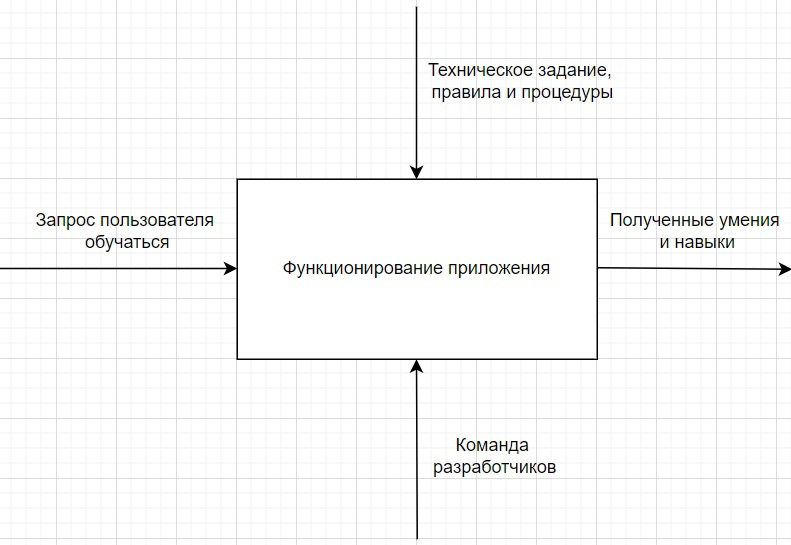 Техническое задание,
правила и процедуры
Запрос пользователя
обучаться
Функционирование приложения
Полученные умения
и навыки
Команда
разработчиков